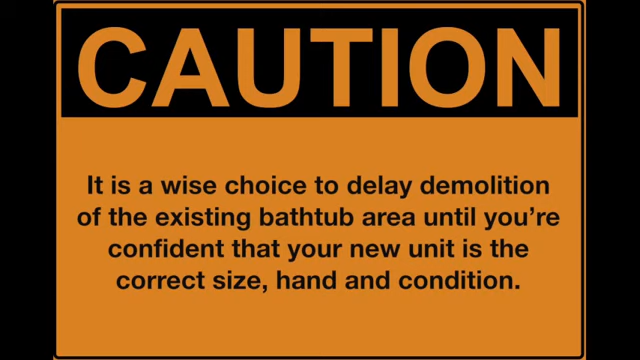 CAUTION
It is a wise choice to delay demolition
of the existing bathtub area until you're
confident that your new unit is the
correct size, hand and condition.